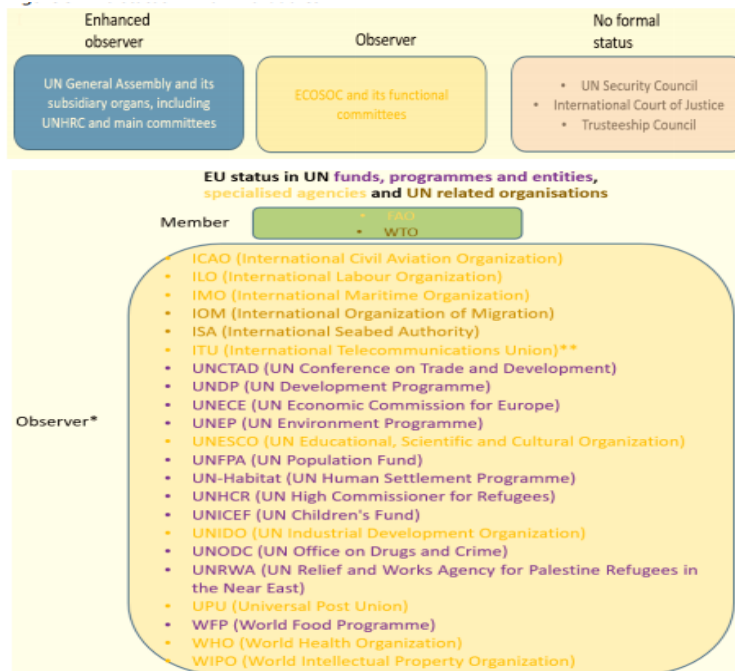 Enhanced
observer
Observer
No formal
status
UN General Assembly and its
subsidiary organs, including
UNHRC and main committees
ECOSOC and its functional
committees
• UN Security Council
• International Court of Justice
• Trusteeship Council
EU status in UN funds, programmes and entities,
specialised agencies and UN related organisations
Member
• FAO
• WTO
Observer*
• ICAO (International Civil Aviation Organization)
• ILO (International Labour Organization)
• IMO (International Maritime Organization)
• IOM (International Organization of Migration)
• ISA (International Seabed Authority)
• ITU (International Telecommunications Union)**
• UNCTAD (UN Conference on Trade and Development)
• UNDP (UN Development Programme)
• UNECE (UN Economic Commission for Europe)
• UNEP (UN Environment Programme)
• UNESCO (UN Educational, Scientific and Cultural Organization)
• UNFPA (UN Population Fund)
• UN-Habitat (UN Human Settlement Programme)
• UNHCR (UN High Commissioner for Refugees)
• UNICEF (UN Children's Fund)
• UNIDO (UN Industrial Development Organization)
• UNODC (UN Office on Drugs and Crime)
• UNRWA (UN Relief and Works Agency for Palestine Refugees in
the Near East)
• UPU (Universal Post Union)
• WFP (World Food Programme)
• WHO (World Health Organization)
• WIPO (World Intellectual Property Organization)